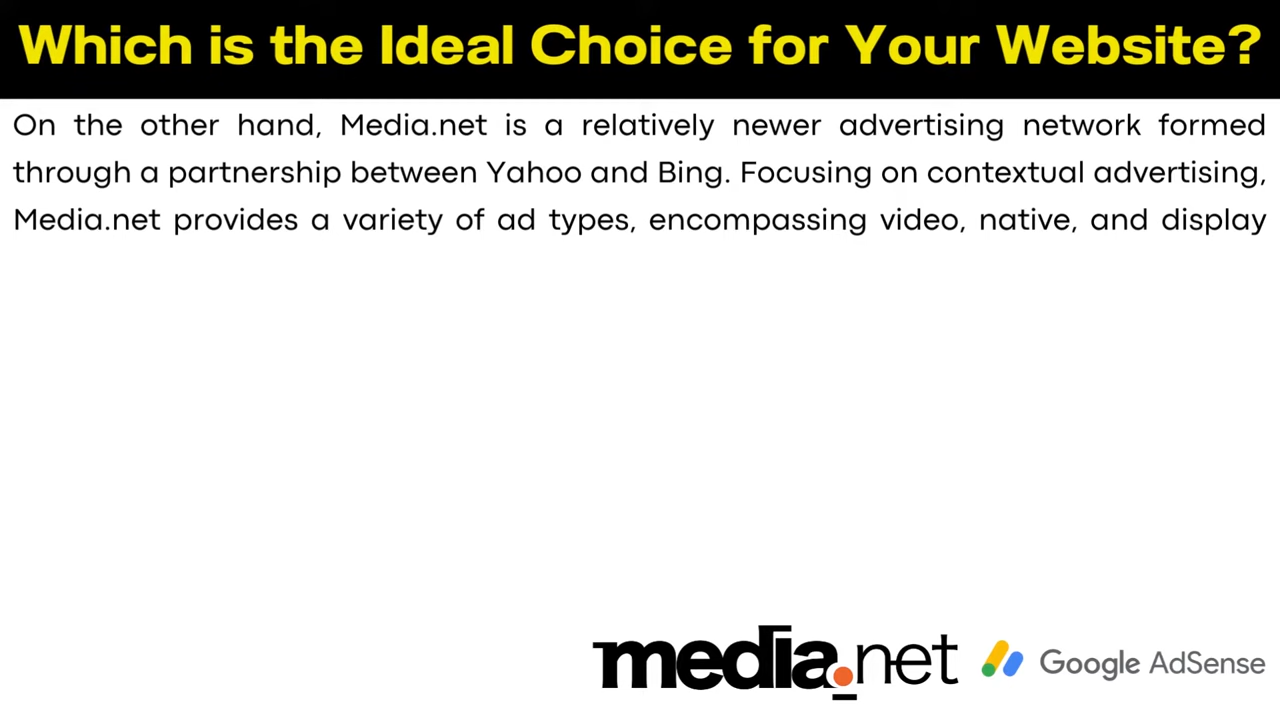 Which is the Ideal Choice for Your Website?
On the other hand, Media.net is a relatively newer advertising network formed
through a partnership between Yahoo and Bing. Focusing on contextual advertising,
Media.net provides a variety of ad types, encompassing video, native, and display
media.net Google AdSense